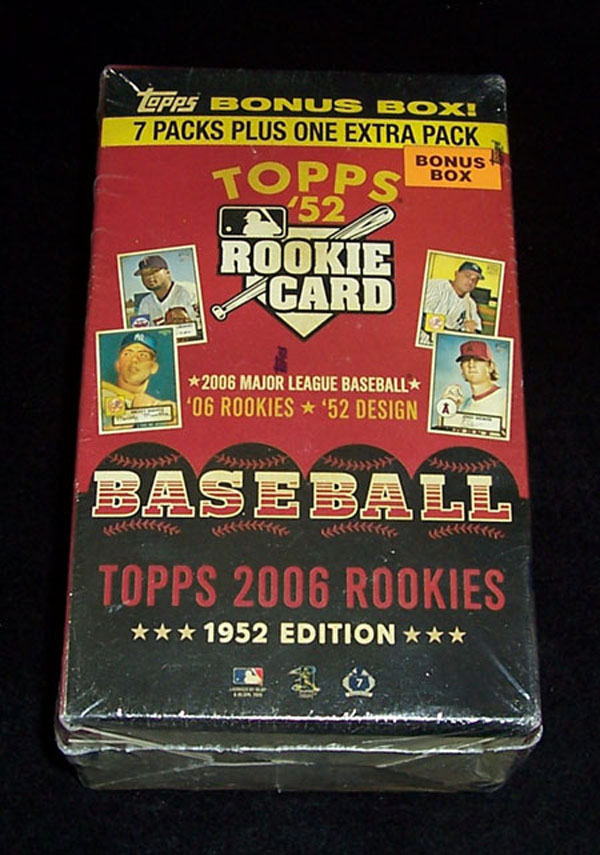 Topps BONUS BOX!
7 PACKS PLUS ONE EXTRA PACK
BONUS BOX
TOPPS
'52
ROOKIE
CARD
★2006 MAJOR LEAGUE BASEBALL®★
'06 ROOKIES ★ '52 DESIGN
BASEBALL
TOPPS 2006 ROOKIES
★★★ 1952 EDITION ★★★
7